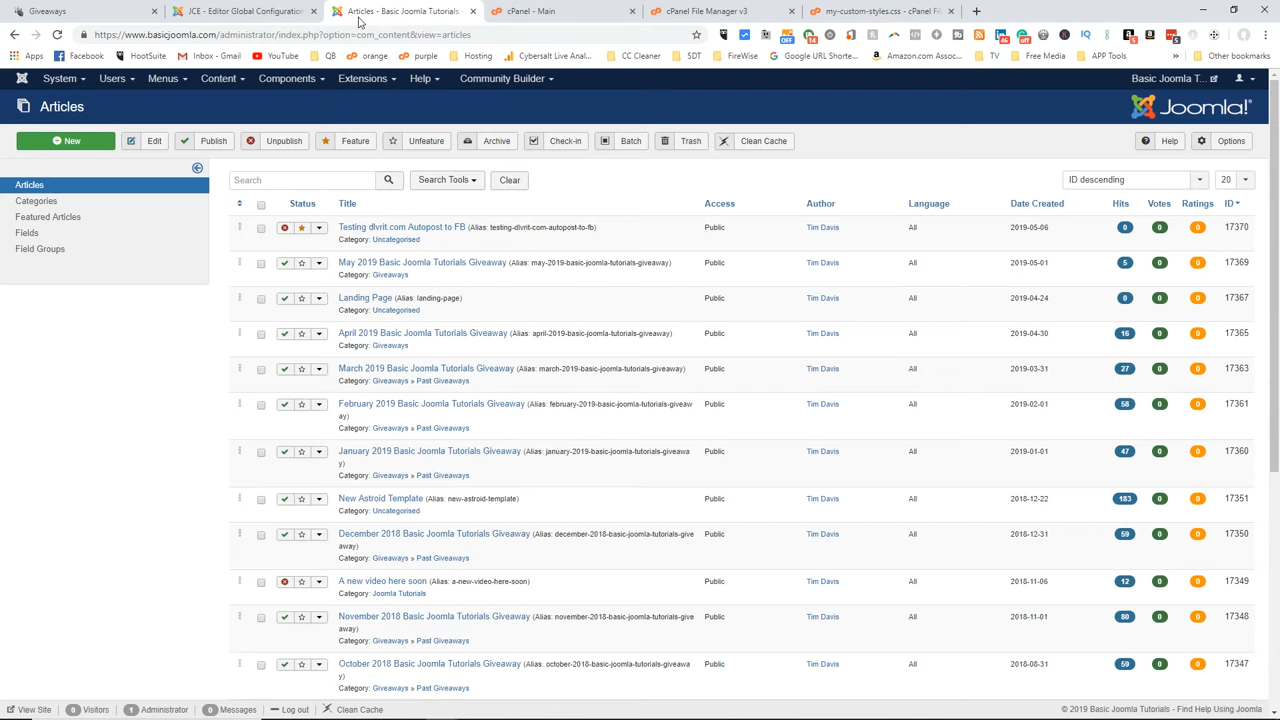 Giveaways
JCE - Editor Global Configuration
Articles - Basic Joomla Tutorials
cPanel - Main
cPanel File Manager v3
my-custom-styles.css - cPanel Fil
https://www.basicjoomla.com/administrator/index.php?option=com_content&view=articles
Apps Facebook HootSuite Inbox - Gmail QB orange purple Hosting Cybersalt Live Anal... CC Cleaner SDT FireWise Google URL Shorte... Amazon.com Assoc... TV Free Media APP Tools » Other bookmarks
System Users Menus Content Components Extensions Help Community Builder Basic Joomla T...
Articles
Joomla!
New Edit Publish Unpublish Feature Unfeature Archive Check-in Batch Trash Clean Cache Help Options
Articles
Categories
Featured Articles
Fields
Field Groups
Search Search Tools Clear ID descending 20
Status Title Access Author Language Date Created Hits Votes Ratings ID
Testing dlvrit.com Autopost to FB (Alias: testing-dlvrit-com-autopost-to-fb) Public Tim Davis All 2019-05-06 0 0 0 17370
Category: Uncategorised
May 2019 Basic Joomla Tutorials Giveaway (Alias: may-2019-basic-joomla-tutorials-giveaway) Public Tim Davis All 2019-05-01 5 0 0 17369
Category: Giveaways
Landing Page (Alias: landing-page) Public Tim Davis All 2019-04-24 0 0 0 17367
Category: Uncategorised
April 2019 Basic Joomla Tutorials Giveaway (Alias: april-2019-basic-joomla-tutorials-giveaway) Public Tim Davis All 2019-04-30 16 0 0 17365
Category: Giveaways
March 2019 Basic Joomla Tutorials Giveaway (Alias: march-2019-basic-joomla-tutorials-giveaway) Public Tim Davis All 2019-03-31 27 0 0 17363
Category: Giveaways » Past Giveaways
February 2019 Basic Joomla Tutorials Giveaway (Alias: february-2019-basic-joomla-tutorials-giveaw Public Tim Davis All 2019-02-01 58 0 0 17361
ay)
Category: Giveaways » Past Giveaways
January 2019 Basic Joomla Tutorials Giveaway (Alias: january-2019-basic-joomla-tutorials-giveawa Public Tim Davis All 2019-01-01 47 0 0 17360
y)
Category: Giveaways » Past Giveaways
New Astroid Template (Alias: new-astroid-template) Public Tim Davis All 2018-12-22 183 0 0 17351
Category: Uncategorised
December 2018 Basic Joomla Tutorials Giveaway (Alias: december-2018-basic-joomla-tutorials-give Public Tim Davis All 2018-12-31 59 0 0 17350
away)
Category: Giveaways » Past Giveaways
A new video here soon (Alias: a-new-video-here-soon) Public Tim Davis All 2018-11-06 12 0 0 17349
Category: Joomla Tutorials
November 2018 Basic Joomla Tutorials Giveaway (Alias: november-2018-basic-joomla-tutorials-give Public Tim Davis All 2018-11-01 80 0 0 17348
away)
Category: Giveaways » Past Giveaways
October 2018 Basic Joomla Tutorials Giveaway (Alias: october-2018-basic-joomla-tutorials-giveawa Public Tim Davis All 2018-08-31 59 0 0 17347
y)
Category: Giveaways » Past Giveaways
View Site 0 Visitors 1 Administrator 0 Messages Log out Clean Cache © 2019 Basic Joomla Tutorials - Find Help Using Joomla